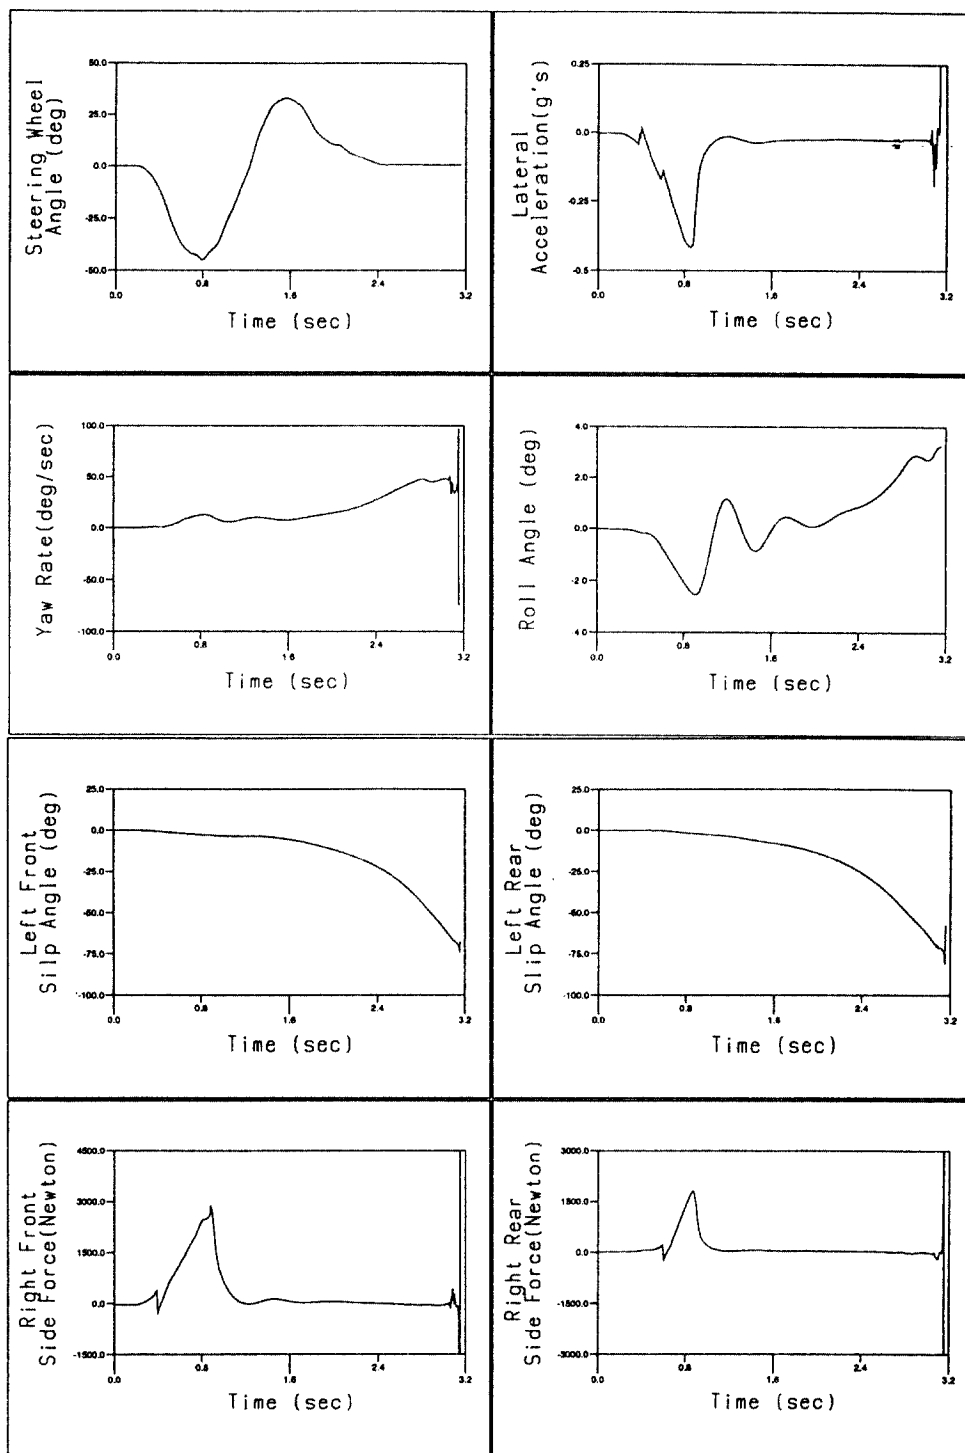 Steering Wheel
Angle (deg)
50.0
25.0
0.0
-25.0
-50.0
0.0 0.8 1.6 2.4 3.2
Time (sec)
Lateral
Acceleration(g's)
0.25
0.0
-0.25
-0.5
0.0 0.8 1.6 2.4 3.2
Time (sec)
Yaw Rate(deg/sec)
100.0
50.0
0.0
-50.0
-100.0
0.0 0.8 1.6 2.4 3.2
Time (sec)
Roll Angle (deg)
4.0
2.0
0.0
-2.0
4.0
0.0 0.8 1.6 2.4 3.2
Time (sec)
Left Front
Silp Angle (deg)
25.0
0.0
-25.0
-50.0
-75.0
-100.0
0.0 0.8 1.6 2.4 3.2
Time (sec)
Left Rear
Slip Angle (deg)
25.0
0.0
-25.0
-50.0
-75.0
-100.0
0.0 0.8 1.6 2.4 3.2
Time (sec)
Right Front
Side Force(Newton)
4500.0
3000.0
1500.0
0.0
-1500.0
0.0 0.8 1.6 2.4 3.2
Time (sec)
Right Rear
Side Force(Newton)
3000.0
1500.0
0.0
-1500.0
-3000.0
0.0 0.8 1.6 2.4 3.2
Time (sec)